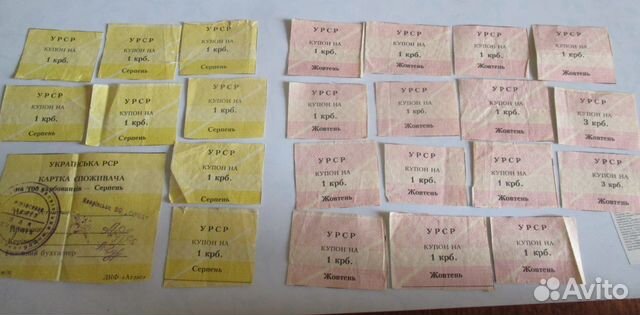 УРСР
КУПОН НА
1 крб.
УРСР
КУПОН НА
1 крб.
Серпень
УРСР
КУПОН НА
1 крб.
Серпень
УРСР
КУПОН НА
1 крб.
Серпень
УРСР
КУПОН НА
1 крб.
Серпень
УРСР
КУПОН НА
1 крб.
Серпень
УКРАЇНСЬКА РСР
КАРТКА СПОЖИВАЧА
на 100 карбованців — Серпень
бухгалтер
УРСР
КУПОН НА
1 крб.
Серпень
УРСР
КУПОН НА
1 крб.
Серпень
УРСР
КУПОН НА
1 крб.
Жовтень
УРСР
КУПОН НА
1 крб.
Жовтень
УРСР
КУПОН НА
1 крб.
Жовтень
УРСР
КУПОН НА
1 крб.
Жовтень
УРСР
КУПОН НА
1 крб.
Жовтень
УРСР
КУПОН НА
1 крб.
Жовтень
УРСР
КУПОН НА
1 крб.
Жовтень
УРСР
КУПОН НА
3 крб.
Жовтень
УРСР
КУПОН НА
1 крб.
Жовтень
УРСР
КУПОН НА
1 крб.
Жовтень
УРСР
КУПОН НА
1 крб.
Жовтень
УРСР
КУПОН НА
3 крб.
УРСР
КУПОН НА
1 крб.
Жовтень
УРСР
КУПОН НА
1 крб.
Жовтень
УРСР
КУПОН НА
1 крб.
Жовтень
Avito